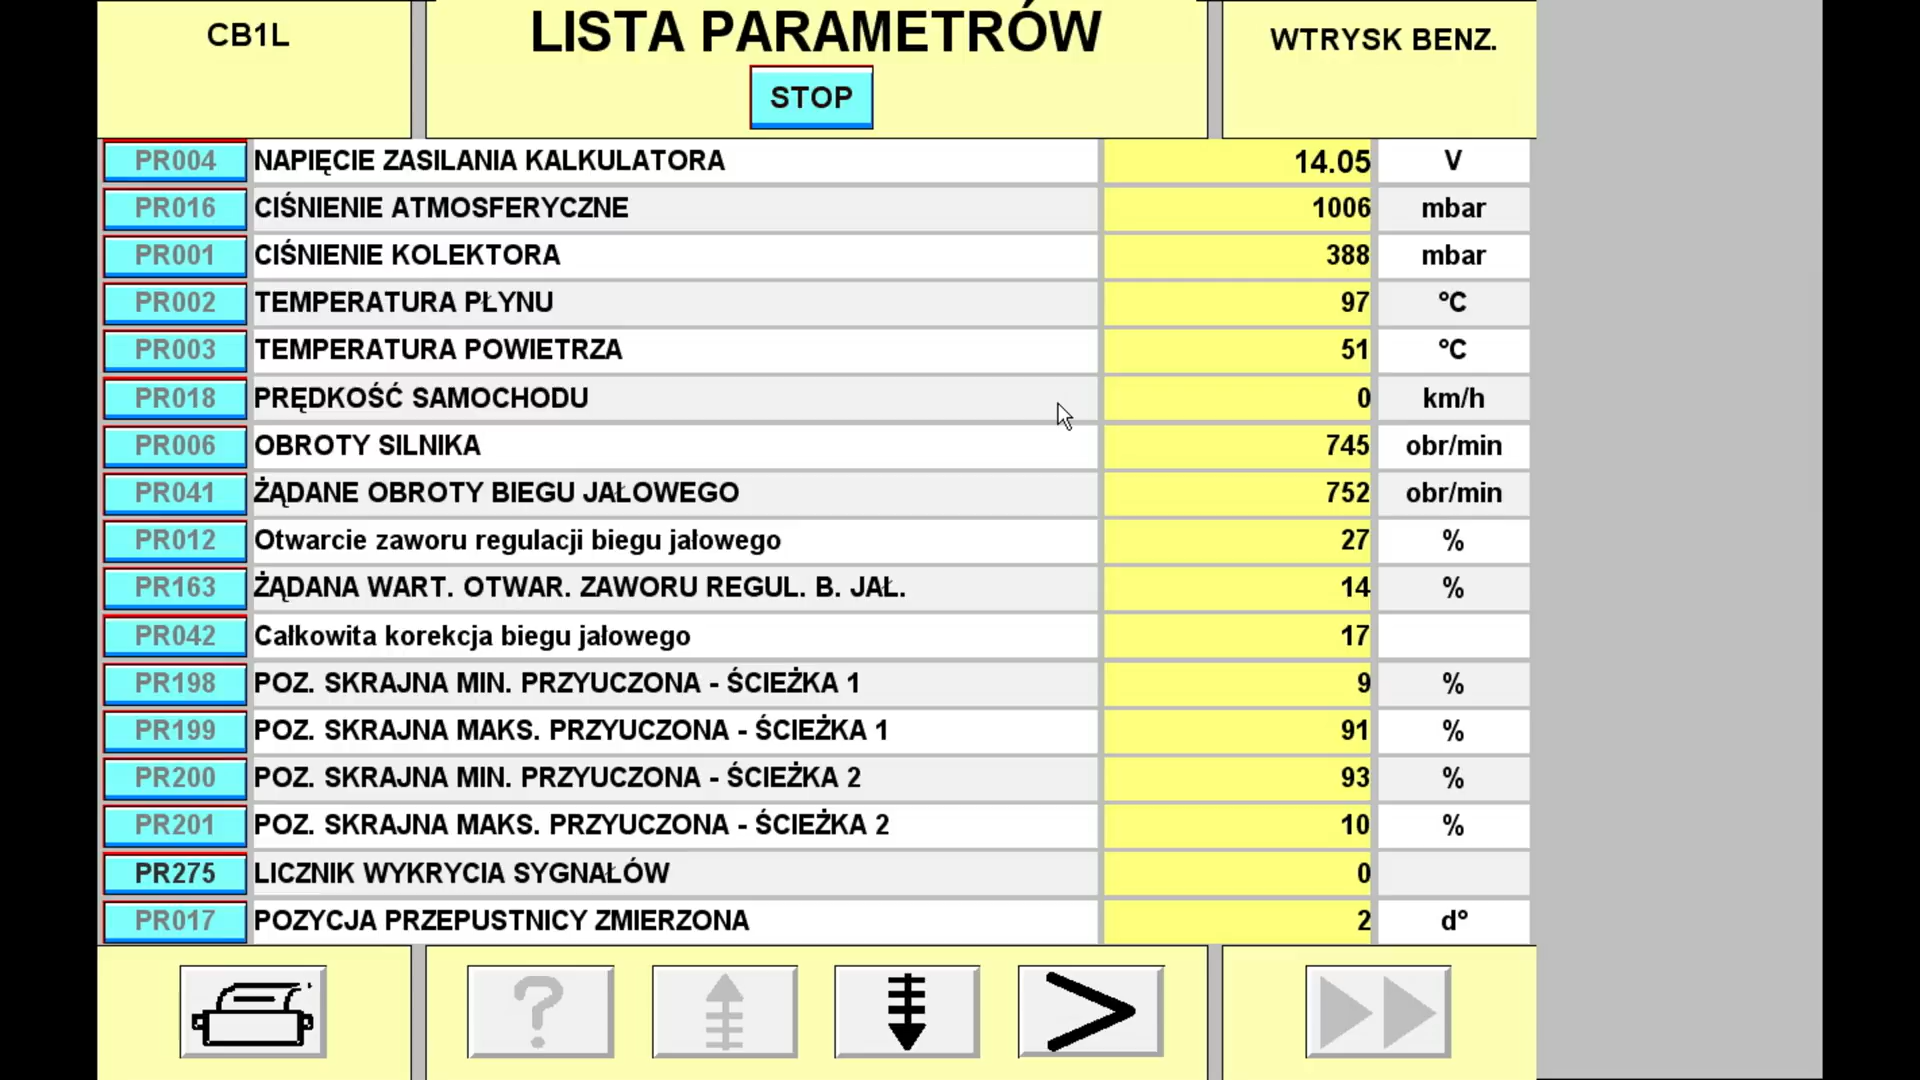 CB1L
LISTA PARAMETRÓW
WTRYSK BENZ.
STOP
PR004 NAPIĘCIE ZASILANIA KALKULATORA 14.05 V
PR016 CIŚNIENIE ATMOSFERYCZNE 1006 mbar
PR001 CIŚNIENIE KOLEKTORA 388 mbar
PR002 TEMPERATURA PŁYNU 97 °C
PR003 TEMPERATURA POWIETRZA 51 °C
PR018 PRĘDKOŚĆ SAMOCHODU 0 km/h
PR006 OBROTY SILNIKA 745 obr/min
PR041 ŻĄDANE OBROTY BIEGU JAŁOWEGO 752 obr/min
PR012 Otwarcie zaworu regulacji biegu jałowego 27 %
PR163 ŻĄDANA WART. OTWAR. ZAWORU REGUL. B. JAŁ. 14 %
PR042 Całkowita korekcja biegu jałowego 17
PR198 POZ. SKRAJNA MIN. PRZYUCZONA - ŚCIEŻKA 1 9 %
PR199 POZ. SKRAJNA MAKS. PRZYUCZONA - ŚCIEŻKA 1 91 %
PR200 POZ. SKRAJNA MIN. PRZYUCZONA - ŚCIEŻKA 2 93 %
PR201 POZ. SKRAJNA MAKS. PRZYUCZONA - ŚCIEŻKA 2 10 %
PR275 LICZNIK WYKRYCIA SYGNAŁÓW 0
PR017 POZYCJA PRZEPUSTNICY ZMIERZONA 2 d°
?
>